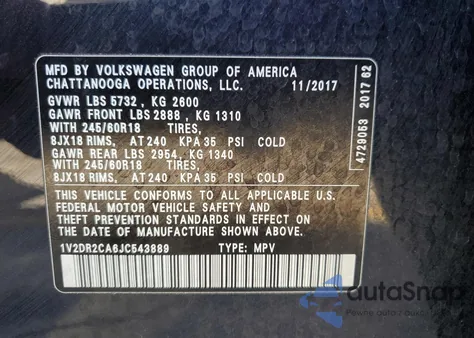 MFD BY VOLKSWAGEN GROUP OF AMERICA
CHATTANOOGA OPERATIONS, LLC. 11/2017
GVWR LBS 5732 , KG 2600
GAWR FRONT LBS 2888 , KG 1310
WITH 245/60R18 TIRES,
8JX18 RIMS, AT 240 KPA 35 PSI COLD
GAWR REAR LBS 2954 , KG 1340
WITH 245/60R18 TIRES,
8JX18 RIMS, AT 240 KPA 35 PSI COLD
THIS VEHICLE CONFORMS TO ALL APPLICABLE U.S.
FEDERAL MOTOR VEHICLE SAFETY AND
THEFT PREVENTION STANDARDS IN EFFECT ON
THE DATE OF MANUFACTURE SHOWN ABOVE
1V2DR2CA6JC543889 TYPE: MPV
4729053 2017 62
autoSnap